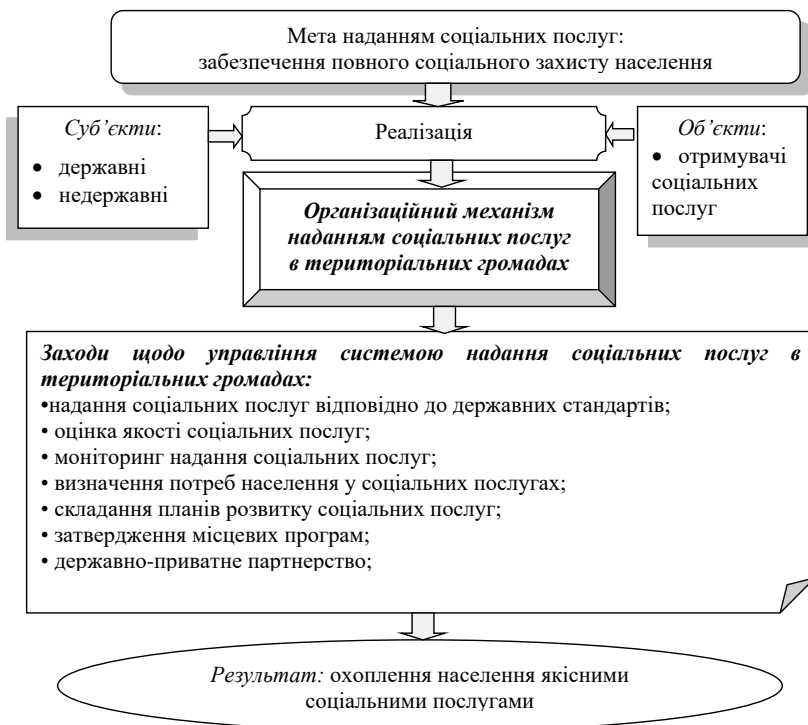 Мета наданням соціальних послуг:
забезпечення повного соціального захисту населення
Суб’єкти:
• державні
• недержавні
Реалізація
Об’єкти:
• отримувачі
соціальних
послуг
Організаційний механізм
наданням соціальних послуг
в територіальних громадах
Заходи щодо управління системою надання соціальних послуг в
територіальних громадах:
•надання соціальних послуг відповідно до державних стандартів;
• оцінка якості соціальних послуг;
• моніторинг надання соціальних послуг;
• визначення потреб населення у соціальних послугах;
• складання планів розвитку соціальних послуг;
• затвердження місцевих програм;
• державно-приватне партнерство;
Результат: охоплення населення якісними
соціальними послугами